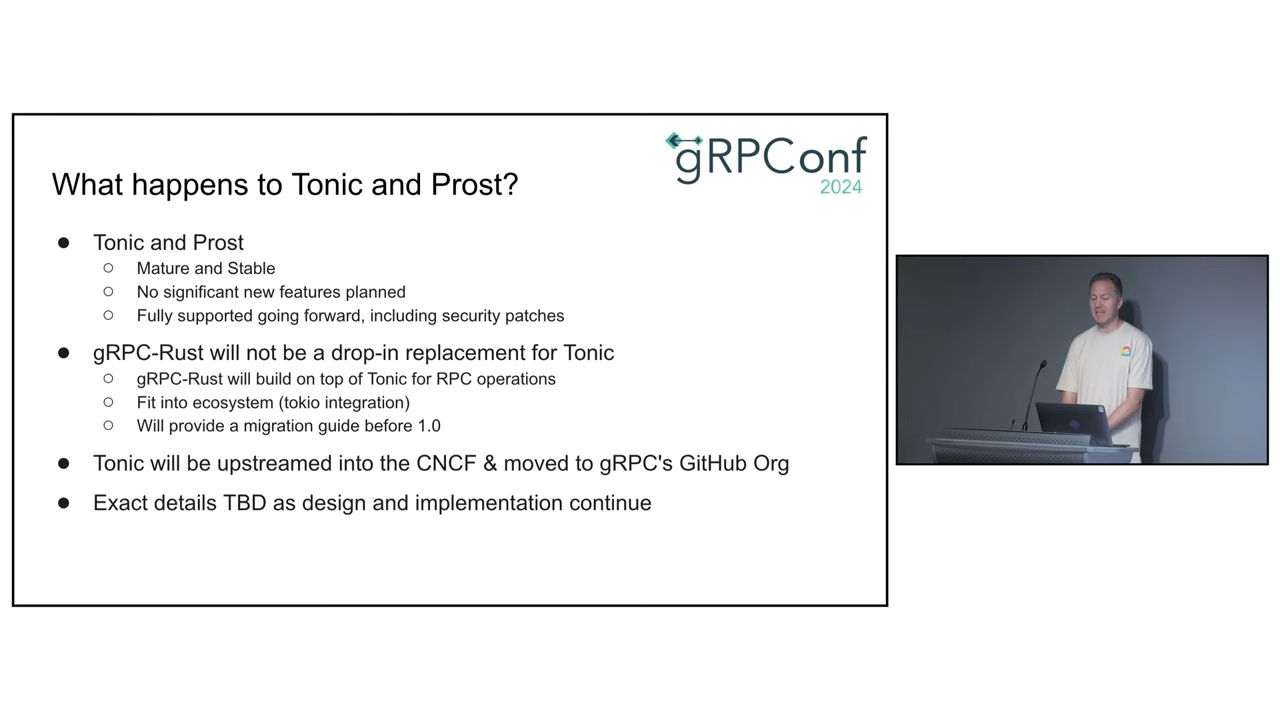 gRPConf
2024
What happens to Tonic and Prost?
● Tonic and Prost
○ Mature and Stable
○ No significant new features planned
○ Fully supported going forward, including security patches
● gRPC-Rust will not be a drop-in replacement for Tonic
○ gRPC-Rust will build on top of Tonic for RPC operations
○ Fit into ecosystem (tokio integration)
○ Will provide a migration guide before 1.0
● Tonic will be upstreamed into the CNCF & moved to gRPC's GitHub Org
● Exact details TBD as design and implementation continue